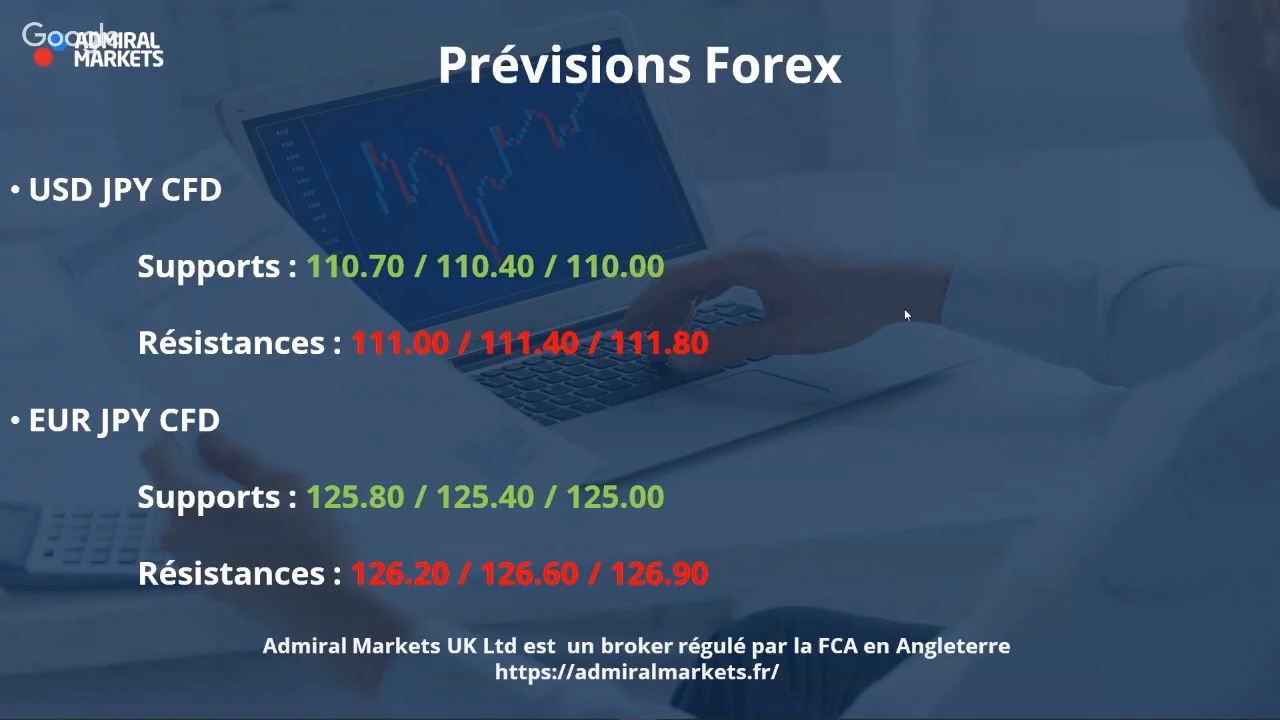 Google
ADMIRAL
MARKETS
Prévisions Forex
• USD JPY CFD
Supports : 110.70 / 110.40 / 110.00
Résistances : 111.00 / 111.40 / 111.80
• EUR JPY CFD
Supports : 125.80 / 125.40 / 125.00
Résistances : 126.20 / 126.60 / 126.90
Admiral Markets UK Ltd est  un broker régulé par la FCA en Angleterre
https://admiralmarkets.fr/